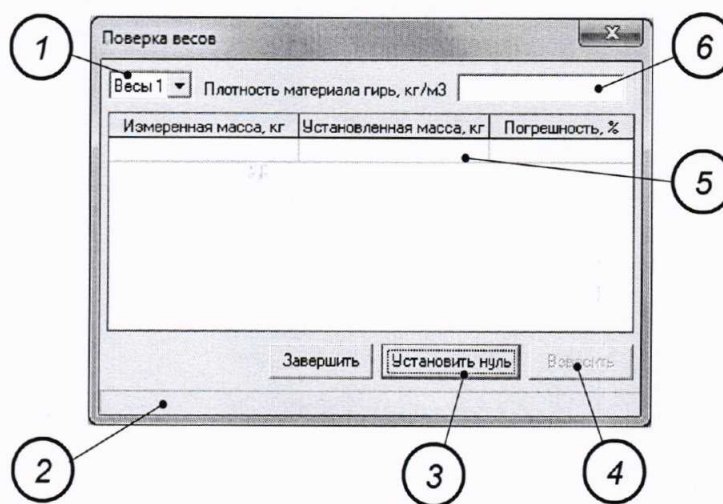 1
6
Поверка весов
Весы 1
Плотность материала гирь, кг/м3
Измеренная масса, кг
Установленная масса, кг
Погрешность, %
5
Завершить
Установить нуль
Взвесить
2
3
4